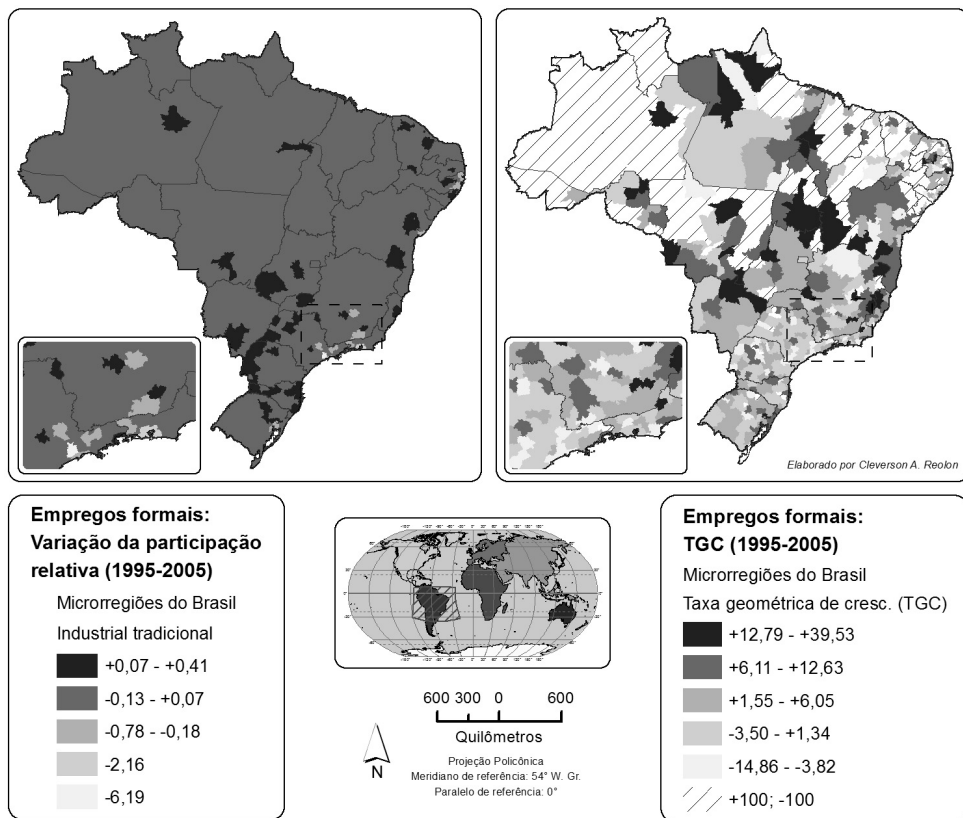 Elaborado por Cleverson A. Reolon
Empregos formais:
Variação da participação
relativa (1995-2005)
Microrregiões do Brasil
Industrial tradicional
+0,07 - +0,41
-0,13 - +0,07
-0,78 - -0,18
-2,16
-6,19
600 300 0 600
Quilômetros
N
Projeção Policônica
Meridiano de referência: 54° W. Gr.
Paralelo de referência: 0°
Empregos formais:
TGC (1995-2005)
Microrregiões do Brasil
Taxa geométrica de cresc. (TGC)
+12,79 - +39,53
+6,11 - +12,63
+1,55 - +6,05
-3,50 - +1,34
-14,86 - -3,82
+100; -100